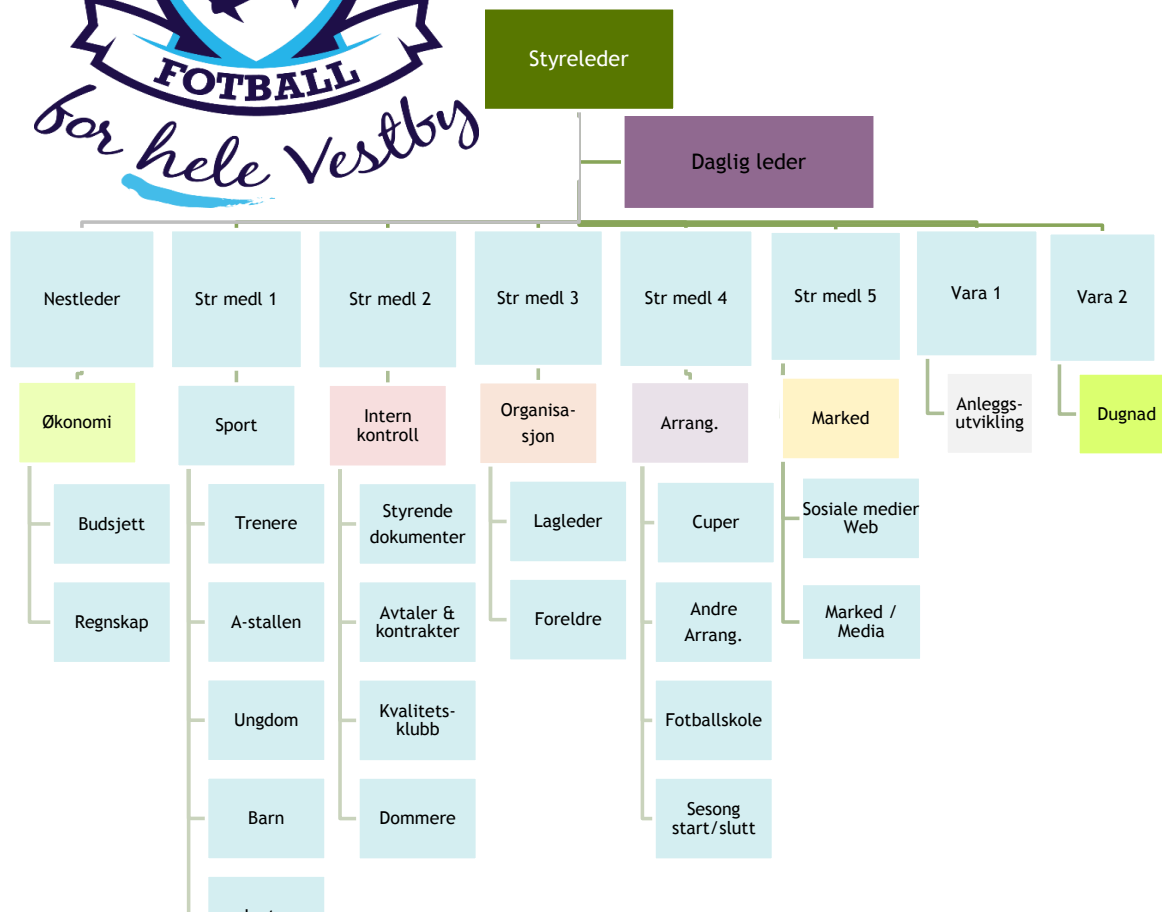 FOTBALL
for hele Vestby
Styreleder
Daglig leder
Nestleder
Str medl 1
Str medl 2
Str medl 3
Str medl 4
Str medl 5
Vara 1
Vara 2
Økonomi
Sport
Intern
kontroll
Organisa-
sjon
Arrang.
Marked
Anleggs-
utvikling
Dugnad
Budsjett
Trenere
Styrende
dokumenter
Lagleder
Cuper
Sosiale medier
Web
Regnskap
A-stallen
Avtaler &
kontrakter
Foreldre
Andre
Arrang.
Marked /
Media
Ungdom
Kvalitets-
klubb
Fotballskole
Barn
Dommere
Sesong
start/slutt